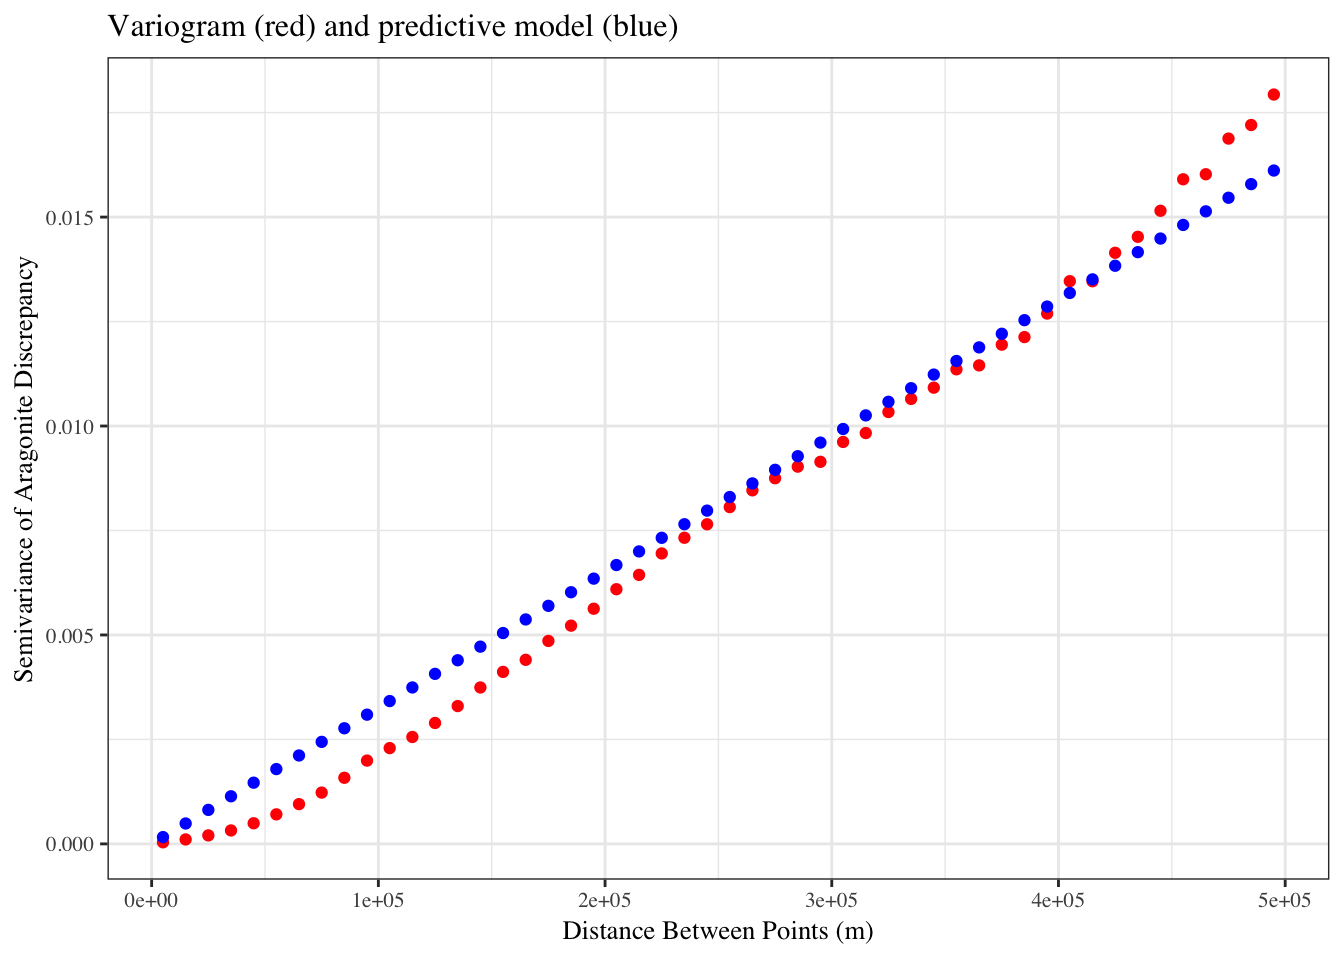 Variogram (red) and predictive model (blue)
Semivariance of Aragonite Discrepancy
0.015
0.010
0.005
0.000
0e+00 1e+05 2e+05 3e+05 4e+05 5e+05
Distance Between Points (m)